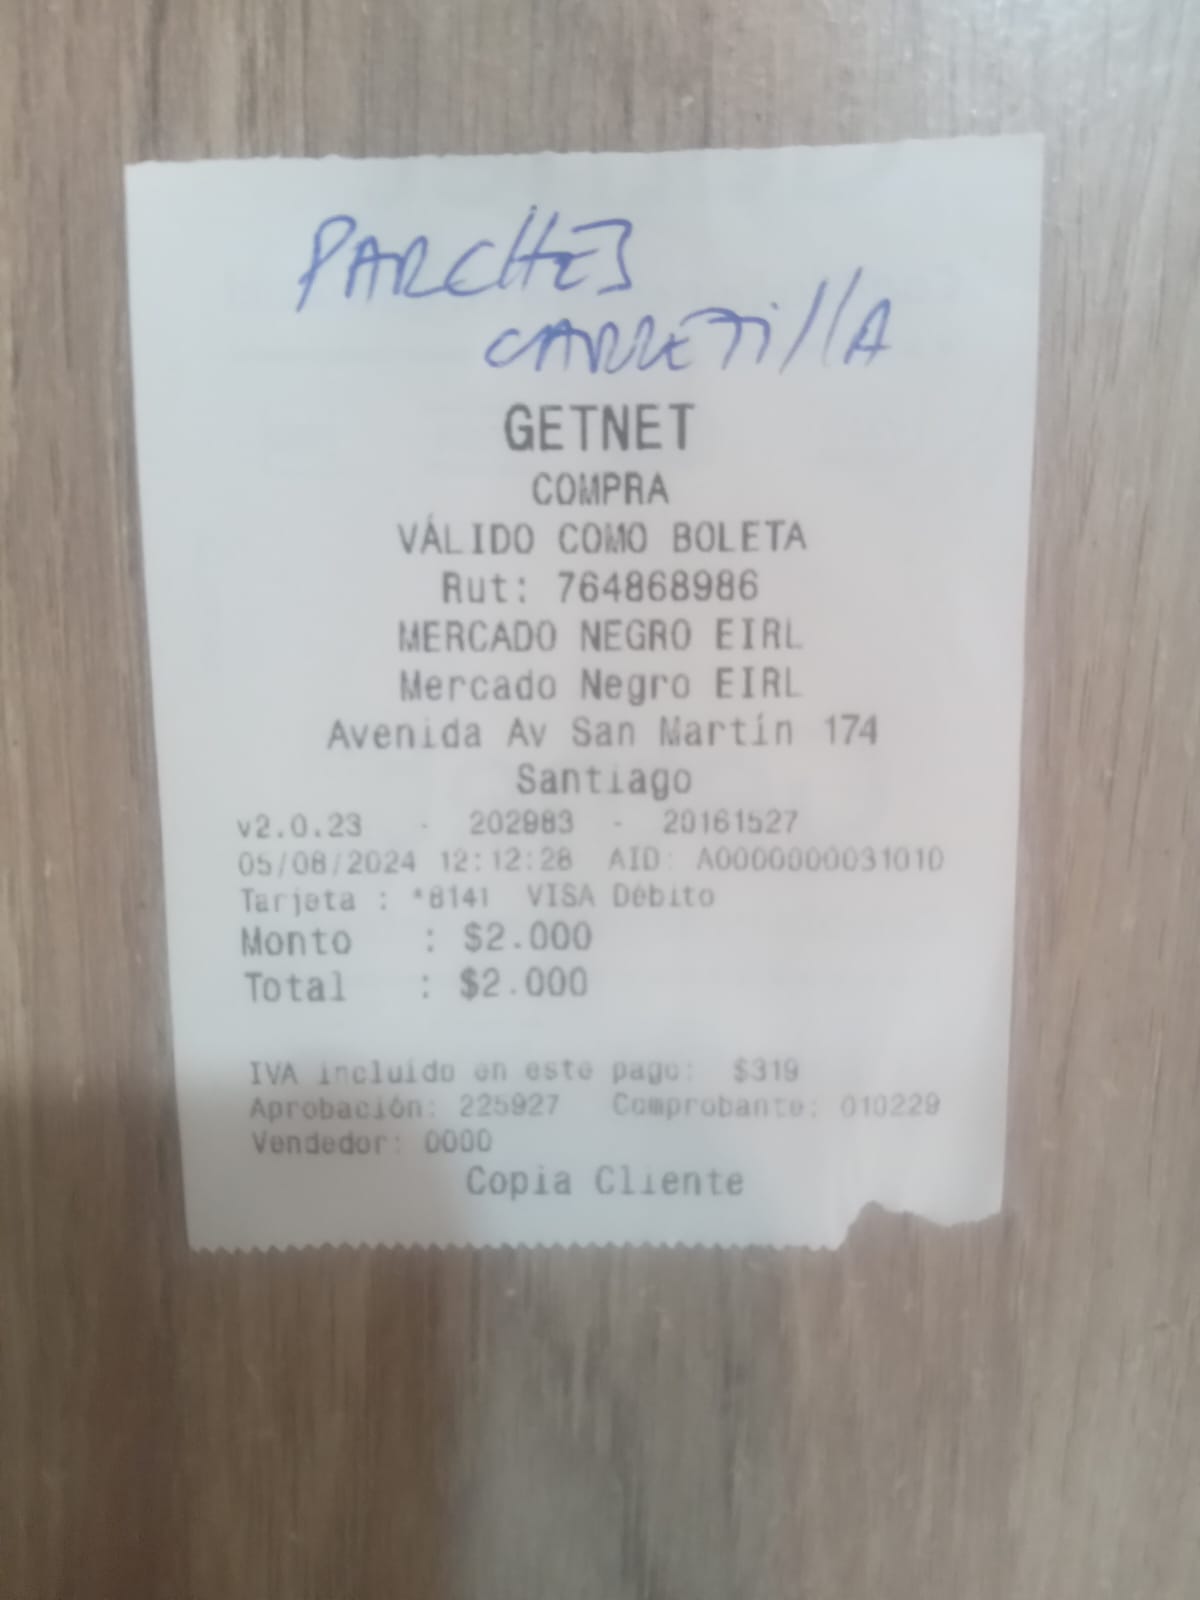 PARCHES
CARRETIllA
GETNET
COMPRA
VÁLIDO COMO BOLETA
Rut: 764868986
MERCADO NEGRO EIRL
Mercado Negro EIRL
Avenida Av San Martín 174
Santiago
v2.0.23 - 202983 - 20161527
05/08/2024 12:12:28 AID: A0000000031010
Tarjeta : *8141 VISA Débito
Monto : $2.000
Total : $2.000
IVA incluido en este pago: $319
Aprobación: 225927 Comprobante: 010229
Vendedor: 0000
Copia Cliente